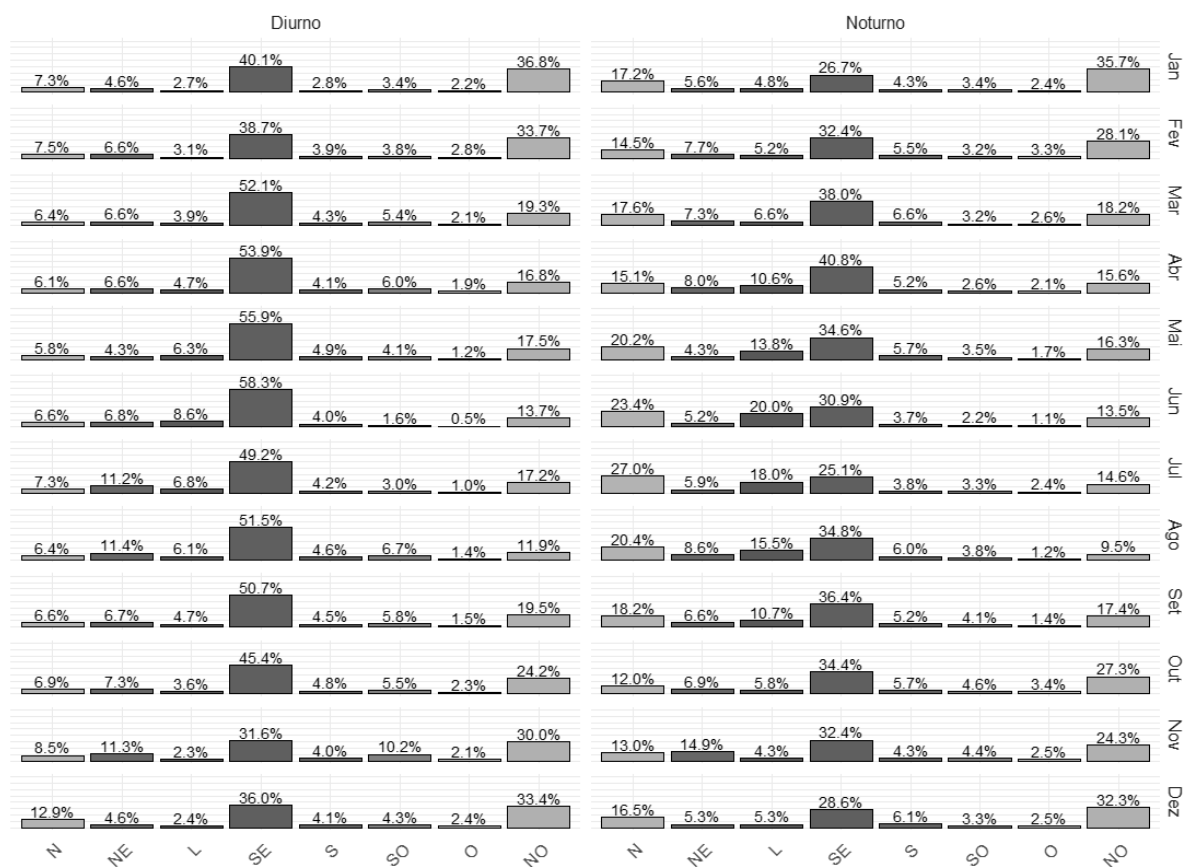 Diurno Noturno
7.3% 4.6% 2.7% 40.1% 2.8% 3.4% 2.2% 36.8% 17.2% 5.6% 4.8% 26.7% 4.3% 3.4% 2.4% 35.7% Jan
7.5% 6.6% 3.1% 38.7% 3.9% 3.8% 2.8% 33.7% 14.5% 7.7% 5.2% 32.4% 5.5% 3.2% 3.3% 28.1% Fev
6.4% 6.6% 3.9% 52.1% 4.3% 5.4% 2.1% 19.3% 17.6% 7.3% 6.6% 38.0% 6.6% 3.2% 2.6% 18.2% Mar
6.1% 6.6% 4.7% 53.9% 4.1% 6.0% 1.9% 16.8% 15.1% 8.0% 10.6% 40.8% 5.2% 2.6% 2.1% 15.6% Abr
5.8% 4.3% 6.3% 55.9% 4.9% 4.1% 1.2% 17.5% 20.2% 4.3% 13.8% 34.6% 5.7% 3.5% 1.7% 16.3% Mai
6.6% 6.8% 8.6% 58.3% 4.0% 1.6% 0.5% 13.7% 23.4% 5.2% 20.0% 30.9% 3.7% 2.2% 1.1% 13.5% Jun
7.3% 11.2% 6.8% 49.2% 4.2% 3.0% 1.0% 17.2% 27.0% 5.9% 18.0% 25.1% 3.8% 3.3% 2.4% 14.6% Jul
6.4% 11.4% 6.1% 51.5% 4.6% 6.7% 1.4% 11.9% 20.4% 8.6% 15.5% 34.8% 6.0% 3.8% 1.2% 9.5% Ago
6.6% 6.7% 4.7% 50.7% 4.5% 5.8% 1.5% 19.5% 18.2% 6.6% 10.7% 36.4% 5.2% 4.1% 1.4% 17.4% Set
6.9% 7.3% 3.6% 45.4% 4.8% 5.5% 2.3% 24.2% 12.0% 6.9% 5.8% 34.4% 5.7% 4.6% 3.4% 27.3% Out
8.5% 11.3% 2.3% 31.6% 4.0% 10.2% 2.1% 30.0% 13.0% 14.9% 4.3% 32.4% 4.3% 4.4% 2.5% 24.3% Nov
12.9% 4.6% 2.4% 36.0% 4.1% 4.3% 2.4% 33.4% 16.5% 5.3% 5.3% 28.6% 6.1% 3.3% 2.5% 32.3% Dez
N NE L SE S SO O NO N NE L SE S SO O NO